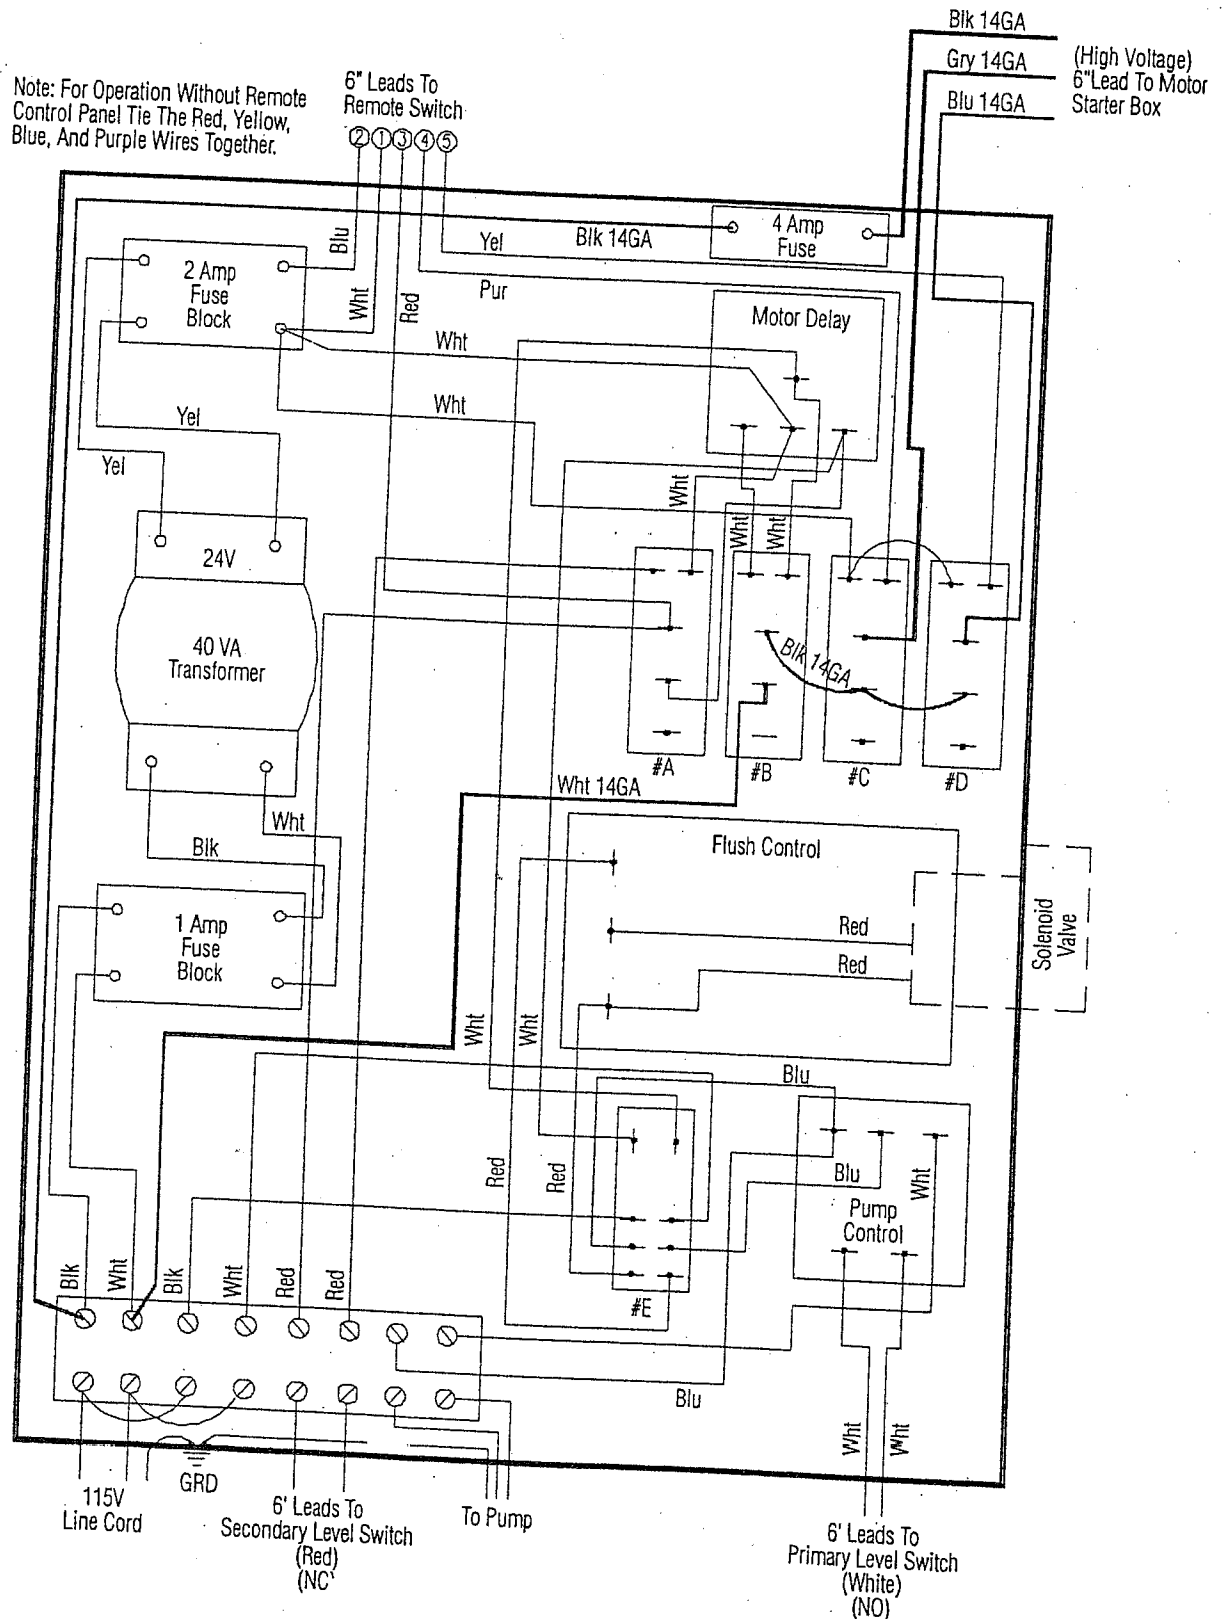 Blk 14GA
Gry 14GA
Blu 14GA
(High Voltage)
6"Lead To Motor
Starter Box
Note: For Operation Without Remote
Control Panel Tie The Red, Yellow,
Blue, And Purple Wires Together.
6" Leads To
Remote Switch
2 1 3 4 5
4 Amp
Fuse
Blk 14GA
Yel
Blu
Pur
Wht
Red
2 Amp
Fuse
Block
Motor Delay
Wht
Wht
Yel
Yel
Wht
Wht
Wht
24V
40 VA
Transformer
Blk 14GA
#A
#B
#C
#D
Wht 14GA
Wht
Blk
Flush Control
1 Amp
Fuse
Block
Red
Red
Solenoid
Valve
Wht
Wht
Blu
Red
Red
Blu
Wht
Pump
Control
Blk
Wht
Blk
Wht
Red
Red
#E
Blu
Wht
Wht
GRD
115V
Line Cord
6' Leads To
Secondary Level Switch
(Red)
(NC)
To Pump
6' Leads To
Primary Level Switch
(White)
(NO)